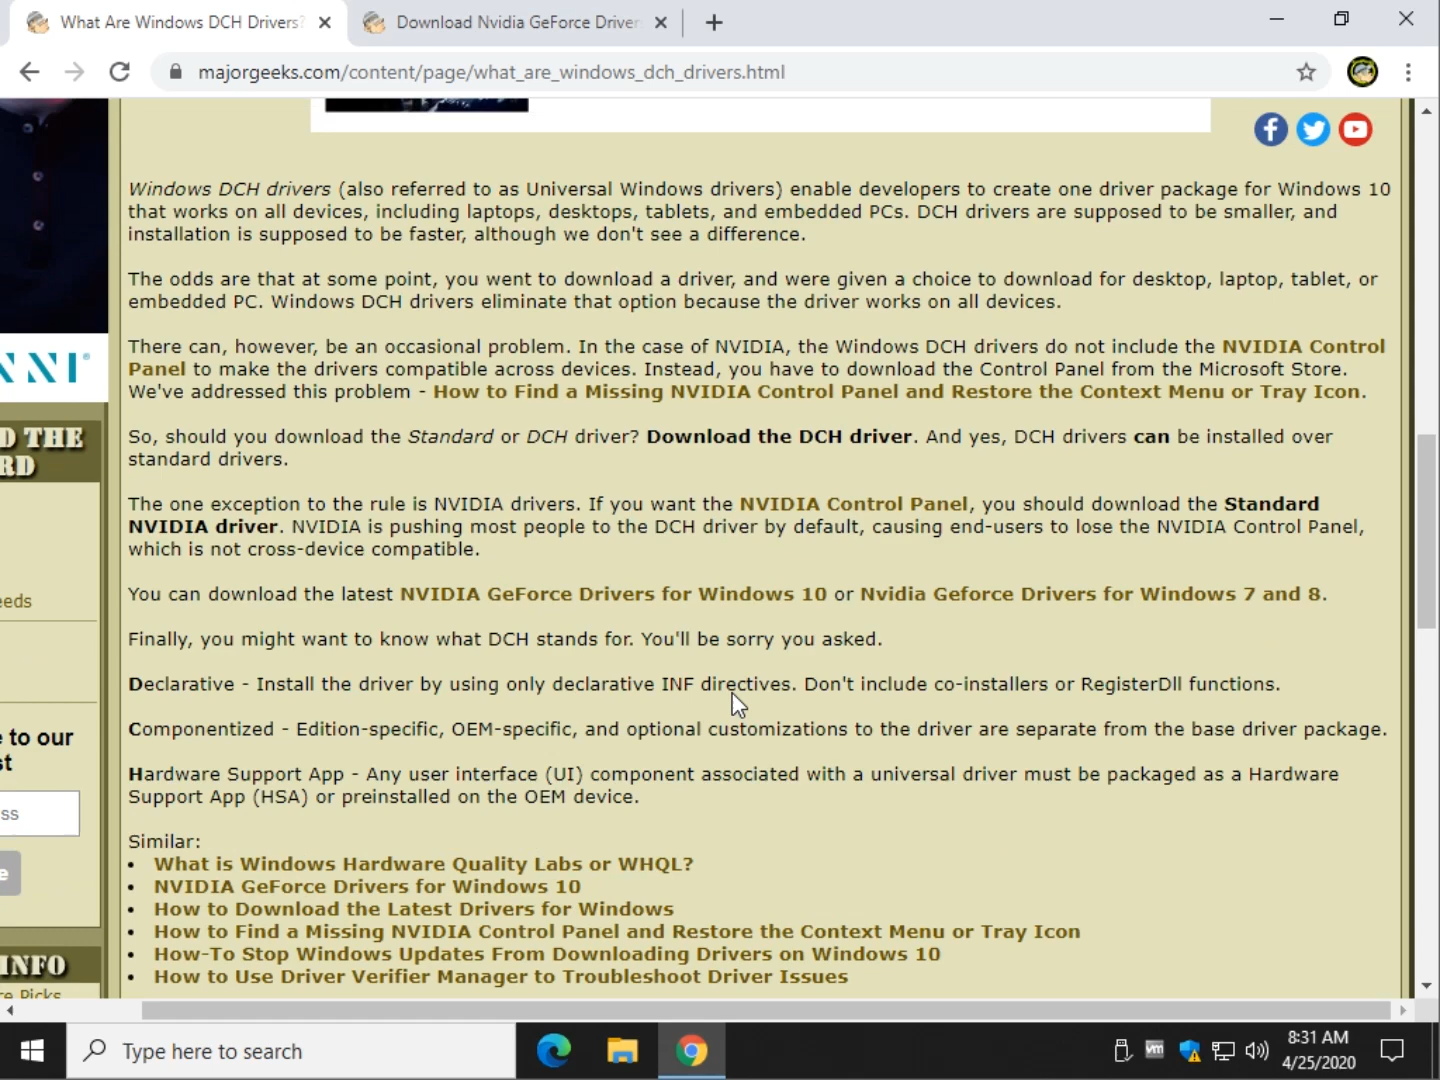 What Are Windows DCH Drivers?
Download Nvidia GeForce Driver
majorgeeks.com/content/page/what_are_windows_dch_drivers.html
Windows DCH drivers (also referred to as Universal Windows drivers) enable developers to create one driver package for Windows 10
that works on all devices, including laptops, desktops, tablets, and embedded PCs. DCH drivers are supposed to be smaller, and
installation is supposed to be faster, although we don't see a difference.
The odds are that at some point, you went to download a driver, and were given a choice to download for desktop, laptop, tablet, or
embedded PC. Windows DCH drivers eliminate that option because the driver works on all devices.
There can, however, be an occasional problem. In the case of NVIDIA, the Windows DCH drivers do not include the NVIDIA Control
Panel to make the drivers compatible across devices. Instead, you have to download the Control Panel from the Microsoft Store.
We've addressed this problem - How to Find a Missing NVIDIA Control Panel and Restore the Context Menu or Tray Icon.
So, should you download the Standard or DCH driver? Download the DCH driver. And yes, DCH drivers can be installed over
standard drivers.
The one exception to the rule is NVIDIA drivers. If you want the NVIDIA Control Panel, you should download the Standard
NVIDIA driver. NVIDIA is pushing most people to the DCH driver by default, causing end-users to lose the NVIDIA Control Panel,
which is not cross-device compatible.
You can download the latest NVIDIA GeForce Drivers for Windows 10 or Nvidia Geforce Drivers for Windows 7 and 8.
Finally, you might want to know what DCH stands for. You'll be sorry you asked.
Declarative - Install the driver by using only declarative INF directives. Don't include co-installers or RegisterDll functions.
Componentized - Edition-specific, OEM-specific, and optional customizations to the driver are separate from the base driver package.
Hardware Support App - Any user interface (UI) component associated with a universal driver must be packaged as a Hardware
Support App (HSA) or preinstalled on the OEM device.
Similar:
• What is Windows Hardware Quality Labs or WHQL?
• NVIDIA GeForce Drivers for Windows 10
• How to Download the Latest Drivers for Windows
• How to Find a Missing NVIDIA Control Panel and Restore the Context Menu or Tray Icon
• How-To Stop Windows Updates From Downloading Drivers on Windows 10
• How to Use Driver Verifier Manager to Troubleshoot Driver Issues
NNI®
D THE
RD
eeds
e to our
st
ss
e
INFO
re Picks
Type here to search
vm
8:31 AM
4/25/2020